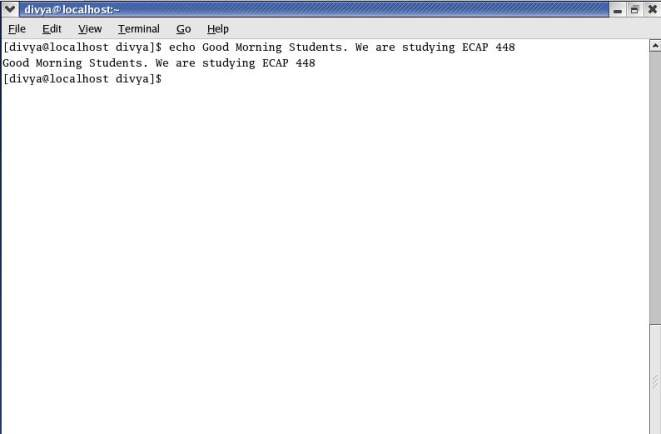 divya@localhost:~
File Edit View Terminal Go Help
[divya@localhost divya]$ echo Good Morning Students. We are studying ECAP 448
Good Morning Students. We are studying ECAP 448
[divya@localhost divya]$